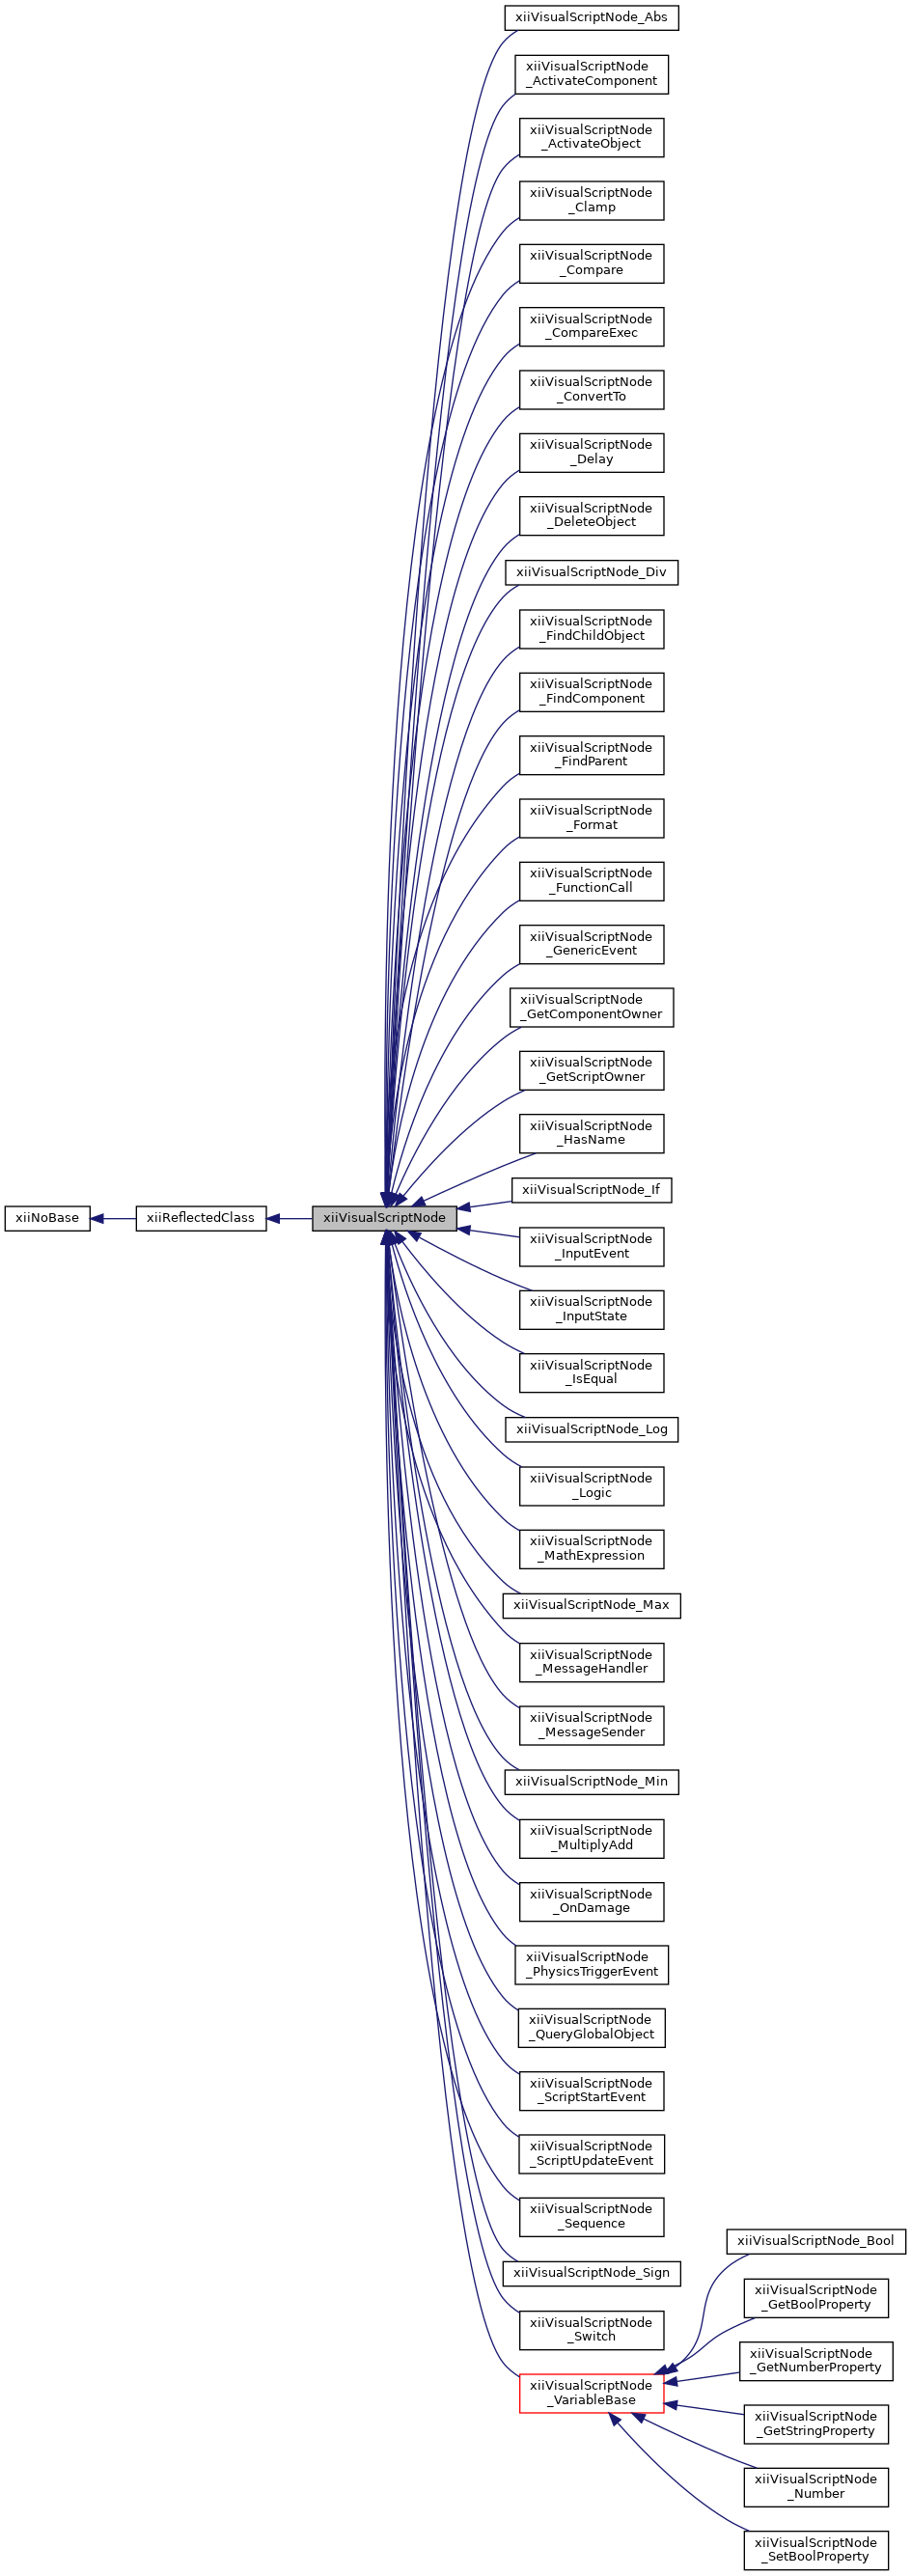 xiiVisualScriptNode_Abs
xiiVisualScriptNode
_ActivateComponent
xiiVisualScriptNode
_ActivateObject
xiiVisualScriptNode
_Clamp
xiiVisualScriptNode
_Compare
xiiVisualScriptNode
_CompareExec
xiiVisualScriptNode
_ConvertTo
xiiVisualScriptNode
_Delay
xiiVisualScriptNode
_DeleteObject
xiiVisualScriptNode_Div
xiiVisualScriptNode
_FindChildObject
xiiVisualScriptNode
_FindComponent
xiiVisualScriptNode
_FindParent
xiiVisualScriptNode
_Format
xiiVisualScriptNode
_FunctionCall
xiiVisualScriptNode
_GenericEvent
xiiVisualScriptNode
_GetComponentOwner
xiiVisualScriptNode
_GetScriptOwner
xiiVisualScriptNode
_HasName
xiiVisualScriptNode_If
xiiNoBase
xiiReflectedClass
xiiVisualScriptNode
xiiVisualScriptNode
_InputEvent
xiiVisualScriptNode
_InputState
xiiVisualScriptNode
_IsEqual
xiiVisualScriptNode_Log
xiiVisualScriptNode
_Logic
xiiVisualScriptNode
_MathExpression
xiiVisualScriptNode_Max
xiiVisualScriptNode
_MessageHandler
xiiVisualScriptNode
_MessageSender
xiiVisualScriptNode_Min
xiiVisualScriptNode
_MultiplyAdd
xiiVisualScriptNode
_OnDamage
xiiVisualScriptNode
_PhysicsTriggerEvent
xiiVisualScriptNode
_QueryGlobalObject
xiiVisualScriptNode
_ScriptStartEvent
xiiVisualScriptNode
_ScriptUpdateEvent
xiiVisualScriptNode
_Sequence
xiiVisualScriptNode_Sign
xiiVisualScriptNode
_Switch
xiiVisualScriptNode
_VariableBase
xiiVisualScriptNode_Bool
xiiVisualScriptNode
_GetBoolProperty
xiiVisualScriptNode
_GetNumberProperty
xiiVisualScriptNode
_GetStringProperty
xiiVisualScriptNode
_Number
xiiVisualScriptNode
_SetBoolProperty